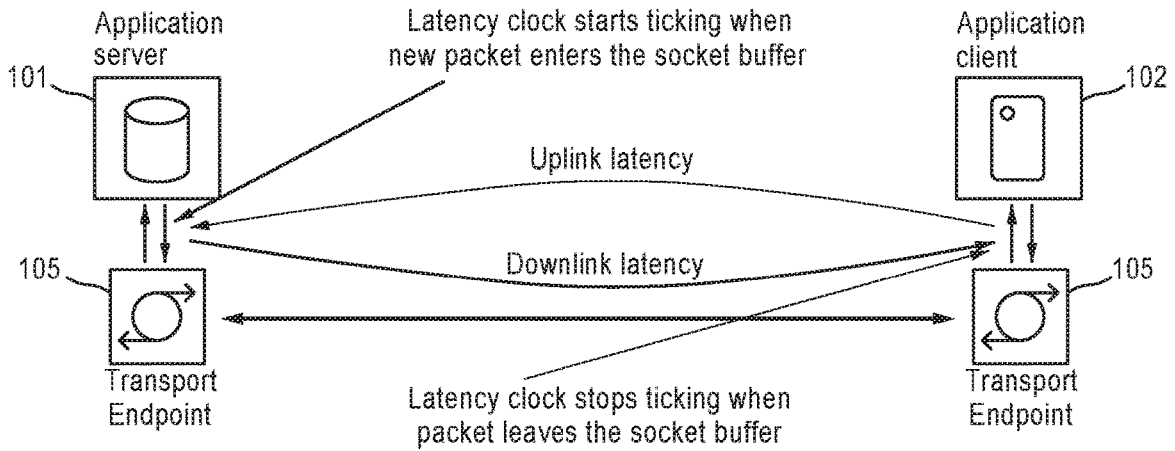 Application
server
Latency clock starts ticking when
new packet enters the socket buffer
Application
client
101
102
Uplink latency
Downlink latency
105
105
Transport
Endpoint
Latency clock stops ticking when
packet leaves the socket buffer
Transport
Endpoint